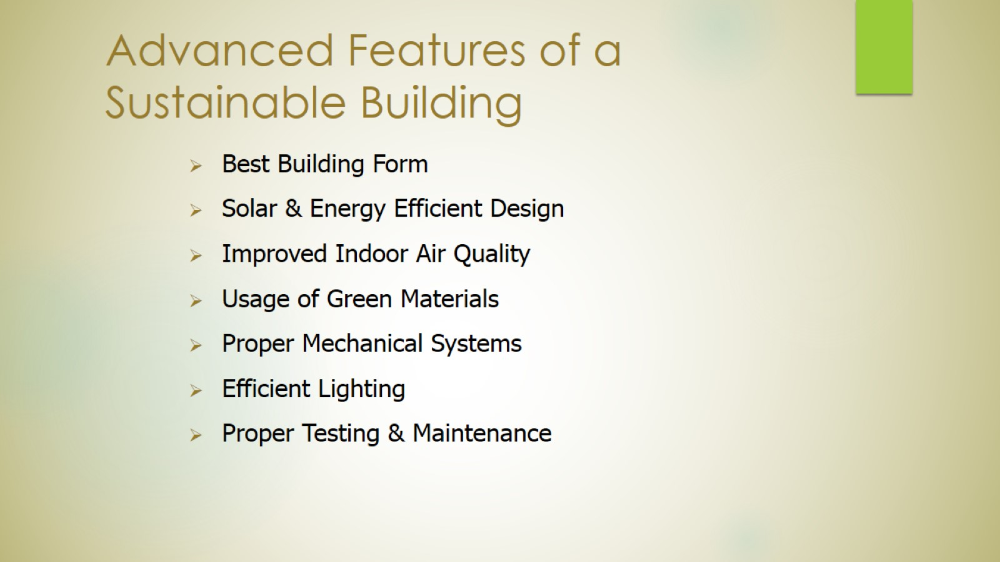 Advanced Features of a
Sustainable Building
Best Building Form
Solar & Energy Efficient Design
Improved Indoor Air Quality
Usage of Green Materials
Proper Mechanical Systems
Efficient Lighting
Proper Testing & Maintenance